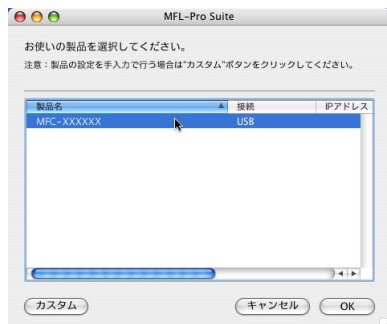 MFL-Pro Suite
お使いの製品を選択してください。
注意：製品の設定を手入力で行う場合は"カスタム"ボタンをクリックしてください。
製品名 接続 IPアドレス
MFC-XXXXXX USB
カスタム キャンセル OK